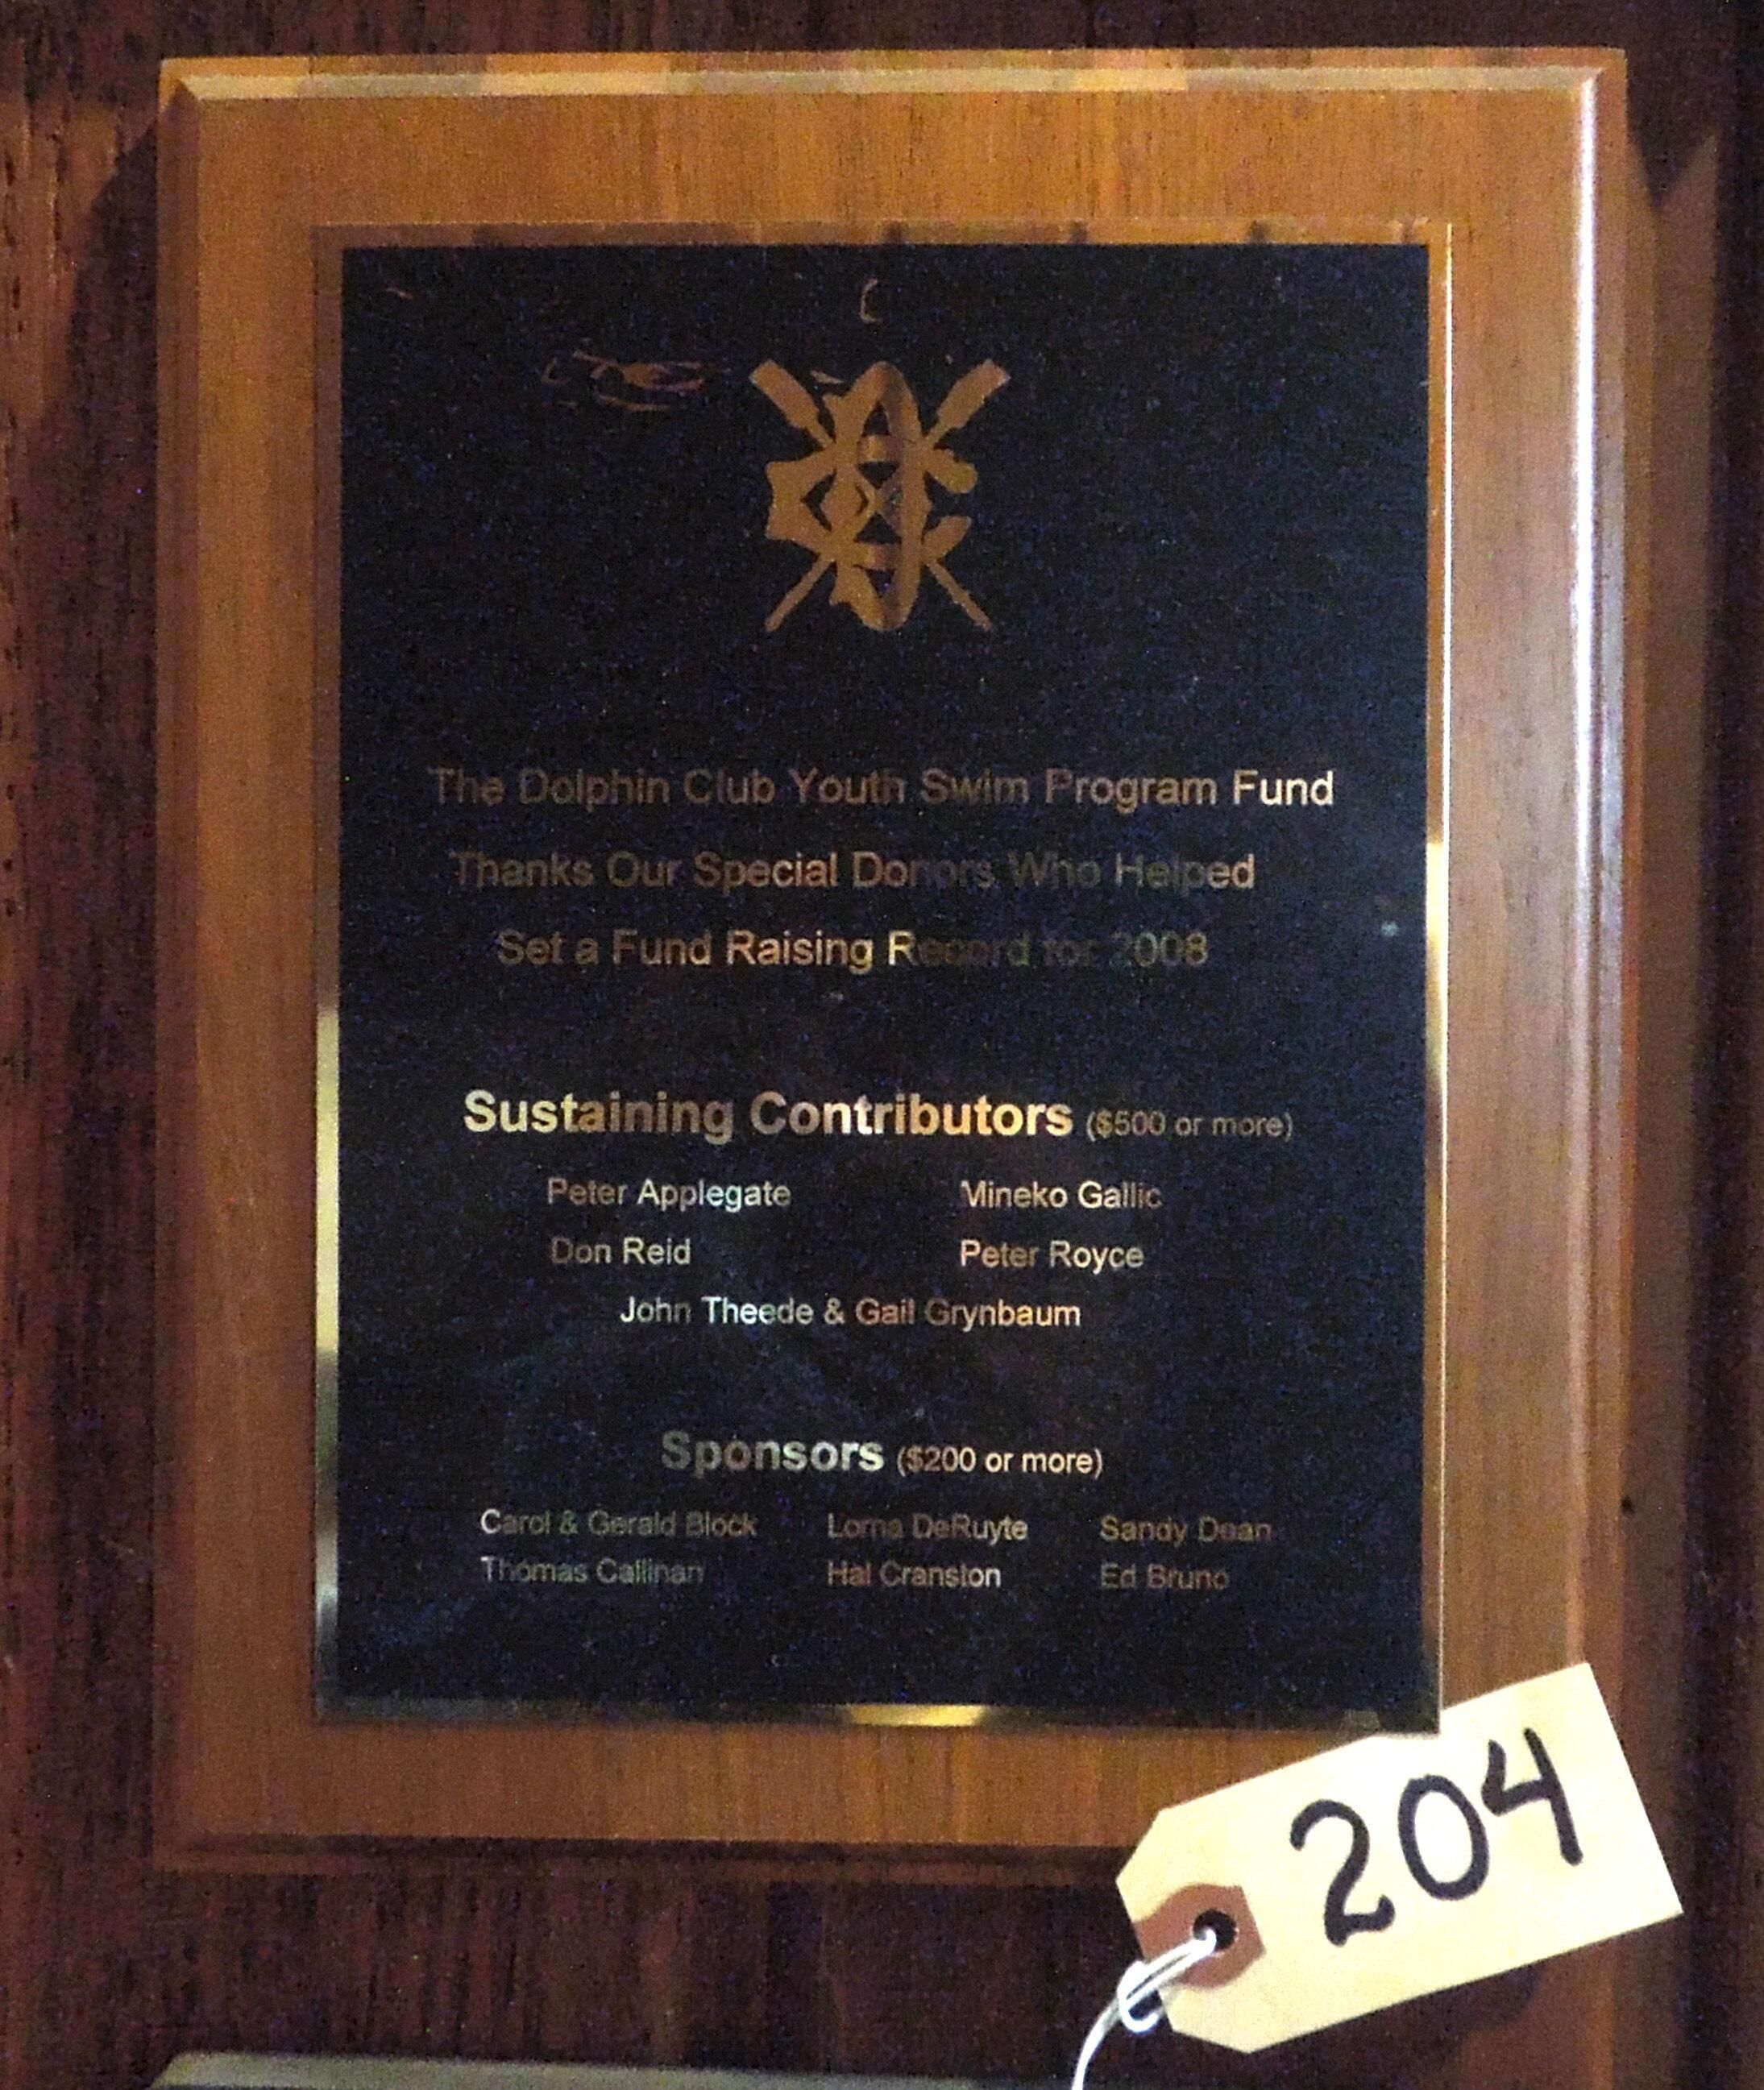 The Dolphin Club Youth Swim Program Fund
Thanks Our Special Donors Who Helped
Set a Fund Raising Record for 2008
Sustaining Contributors ($500 or more)
Peter Applegate Mineko Gallic
Don Reid Peter Royce
John Theede & Gail Grynbaum
Sponsors ($200 or more)
Carol & Gerald Block Lorna DeRuyte Sandy Dean
Thomas Callinan Hal Cranston Ed Bruno
204